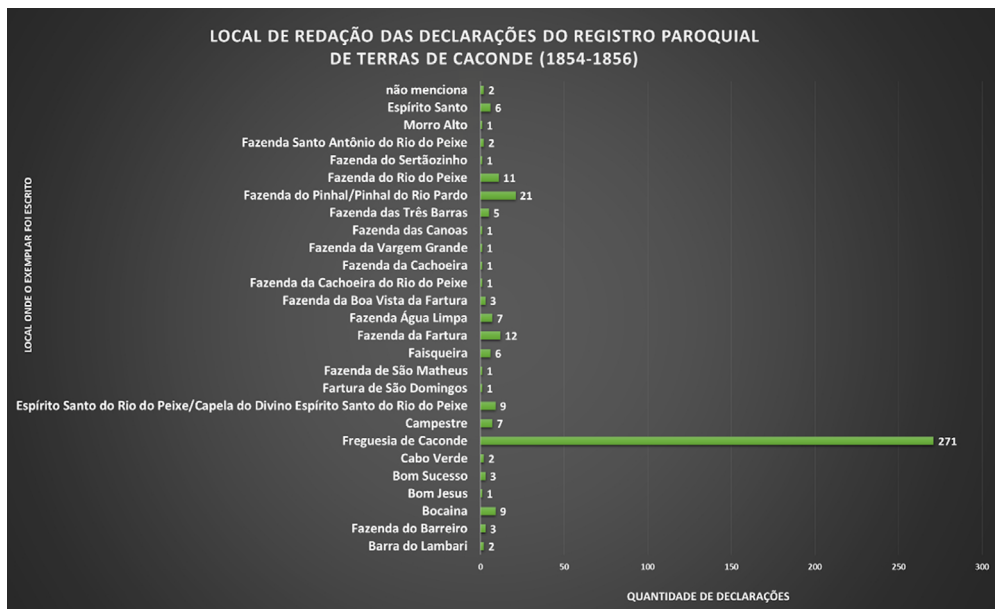 LOCAL DE REDAÇÃO DAS DECLARAÇÕES DO REGISTRO PAROQUIAL
DE TERRAS DE CACONDE (1854-1856)
LOCAL ONDE O EXEMPLAR FOI ESCRITO
não menciona 2
Espírito Santo 6
Morro Alto 1
Fazenda Santo Antônio do Rio do Peixe 2
Fazenda do Sertãozinho 1
Fazenda do Rio do Peixe 11
Fazenda do Pinhal/Pinhal do Rio Pardo 21
Fazenda das Três Barras 5
Fazenda das Canoas 1
Fazenda da Vargem Grande 1
Fazenda da Cachoeira 1
Fazenda da Cachoeira do Rio do Peixe 1
Fazenda da Boa Vista da Fartura 3
Fazenda Água Limpa 7
Fazenda da Fartura 12
Faisqueira 6
Fazenda de São Matheus 1
Fartura de São Domingos 1
Espírito Santo do Rio do Peixe/Capela do Divino Espírito Santo do Rio do Peixe 9
Campestre 7
Freguesia de Caconde 271
Cabo Verde 2
Bom Sucesso 3
Bom Jesus 1
Bocaina 9
Fazenda do Barreiro 3
Barra do Lambari 2
0 50 100 150 200 250 300
QUANTIDADE DE DECLARAÇÕES